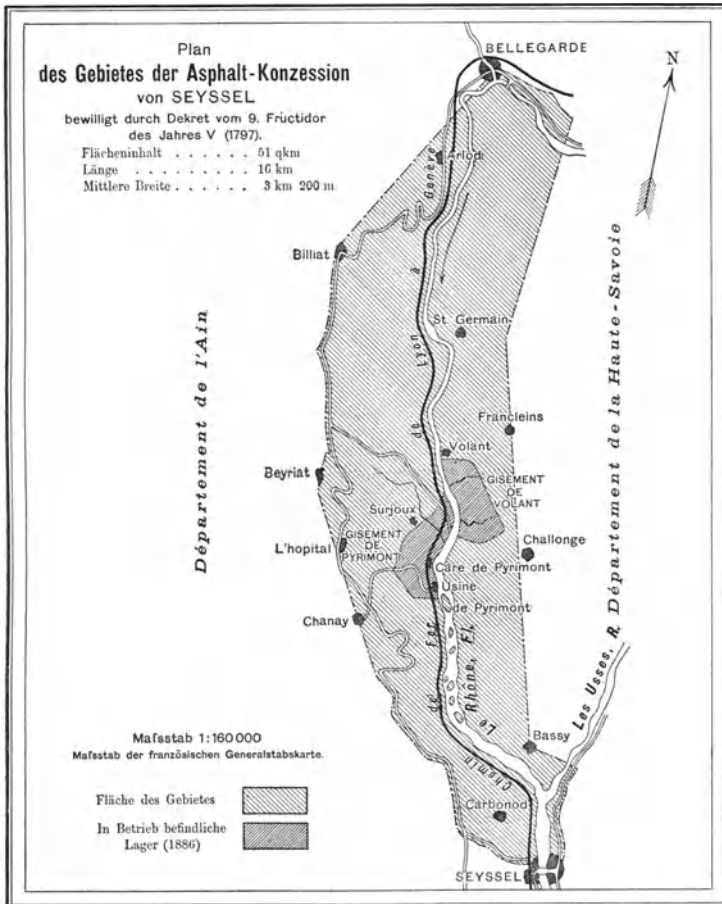 Plan
des Gebietes der Asphalt-Konzession
von SEYSSEL
bewilligt durch Dekret vom 9. Fructidor
des Jahres V (1797).
Flächeninhalt . . . . . . 51 qkm
Länge . . . . . . 16 km
Mittlere Breite . . . . . 3 km 200 m
BELLEGARDE
N
Arlod
Billiat
St. Germain
Francleins
Volant
GISEMENT
DE
VOLANT
Beyriat
Surjoux
GISEMENT
DE
PYRIMONT
L'hopital
Challonge
Care de Pyrimont
Usine
de Pyrimont
Chanay
Bassy
Carbonod
SEYSSEL
Département de l'Ain
Département de la Haute-Savoie
Les Usses, R.
Le Rhône, Fl.
Chemin de Fer de Lyon à Genève
Maſsstab 1:160 000
Maſsstab der französischen Generalstabskarte.
Fläche des Gebietes
In Betrieb befindliche
Lager (1886)